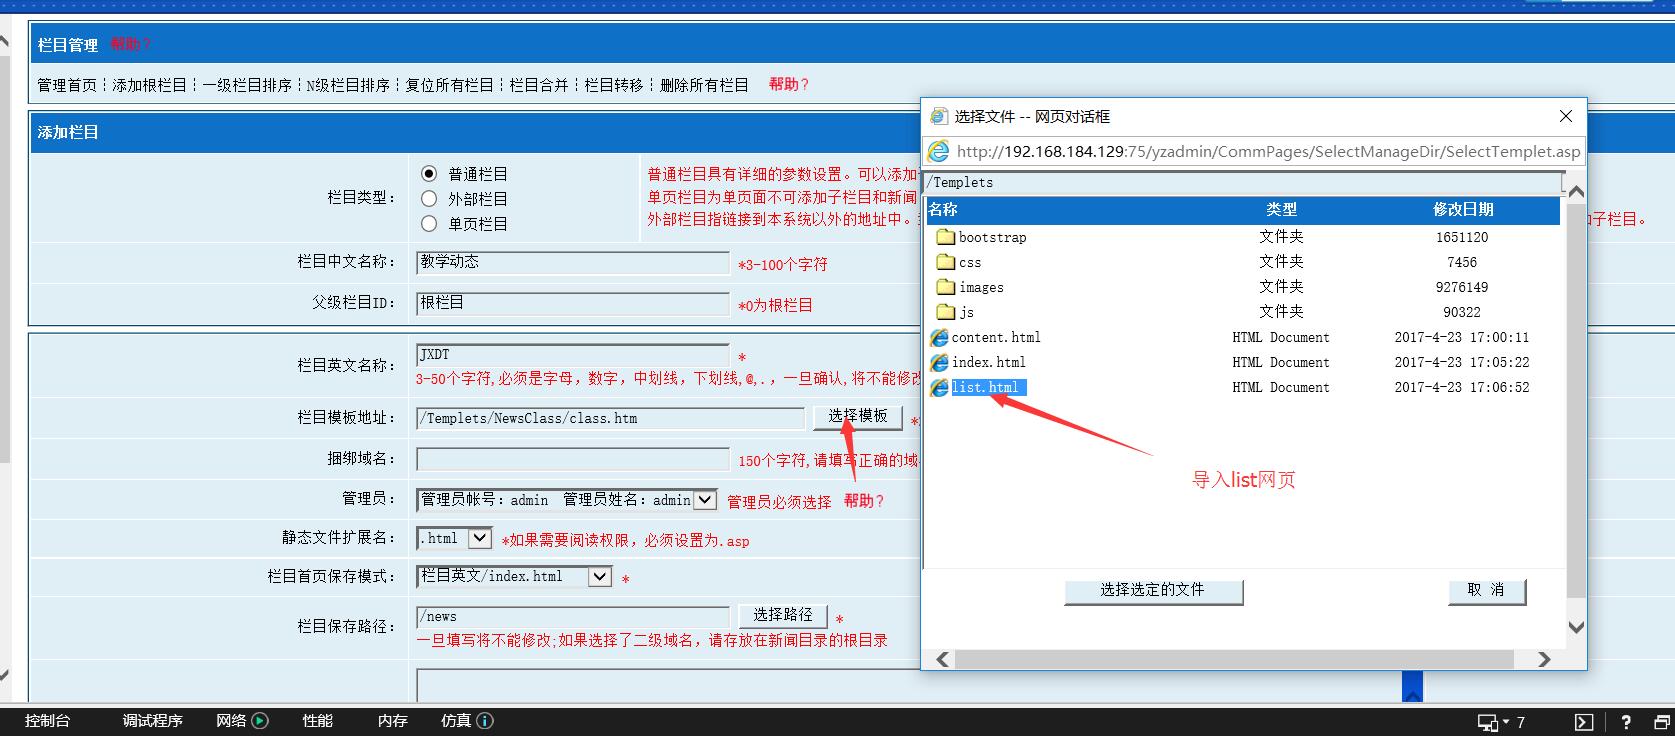 栏目管理 帮助?
管理首页┆添加根栏目┆一级栏目排序┆N级栏目排序┆复位所有栏目┆栏目合并┆栏目转移┆删除所有栏目 帮助?
添加栏目
栏目类型:
普通栏目
外部栏目
单页栏目
普通栏目具有详细的参数设置。可以添加
单页栏目为单页面不可添加子栏目和新闻
外部栏目指链接到本系统以外的地址中。
子栏目。
栏目中文名称: 教学动态 *3-100个字符
父级栏目ID: 根栏目 *0为根栏目
栏目英文名称: JXDT *
3-50个字符,必须是字母，数字，中划线，下划线,@,.，一旦确认,将不能修改
栏目模板地址: /Templets/NewsClass/class.htm 选择模板 *
捆绑域名: 150个字符,请填写正确的域
管理员: 管理员帐号: admin 管理员姓名: admin 管理员必须选择 帮助?
静态文件扩展名: .html *如果需要阅读权限，必须设置为.asp
栏目首页保存模式: 栏目英文/index.html *
栏目保存路径: /news 选择路径 *
一旦填写将不能修改;如果选择了二级域名，请存放在新闻目录的根目录
选择文件 -- 网页对话框
http://192.168.184.129:75/yzadmin/CommPages/SelectManageDir/SelectTemplet.asp
/Templets
名称 类型 修改日期
bootstrap 文件夹 1651120
css 文件夹 7456
images 文件夹 9276149
js 文件夹 90322
content.html HTML Document 2017-4-23 17:00:11
index.html HTML Document 2017-4-23 17:05:22
list.html HTML Document 2017-4-23 17:06:52
导入list网页
选择选定的文件 取 消
控制台 调试程序 网络 性能 内存 仿真 7